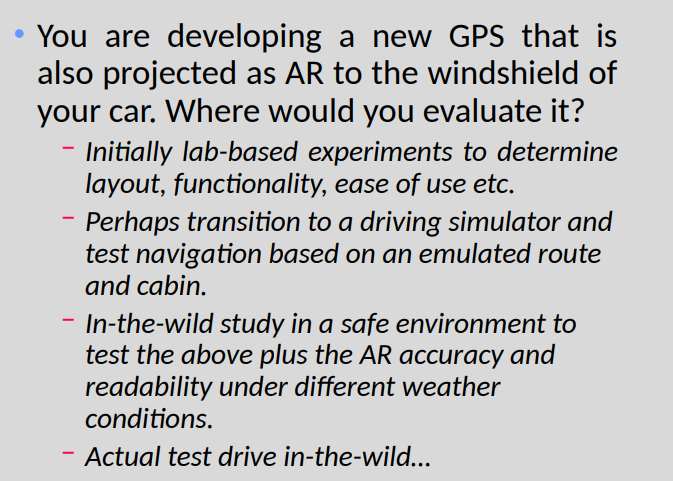 • You are developing a new GPS that is
also projected as AR to the windshield of
your car. Where would you evaluate it?
– Initially lab-based experiments to determine
layout, functionality, ease of use etc.
– Perhaps transition to a driving simulator and
test navigation based on an emulated route
and cabin.
– In-the-wild study in a safe environment to
test the above plus the AR accuracy and
readability under different weather
conditions.
– Actual test drive in-the-wild…